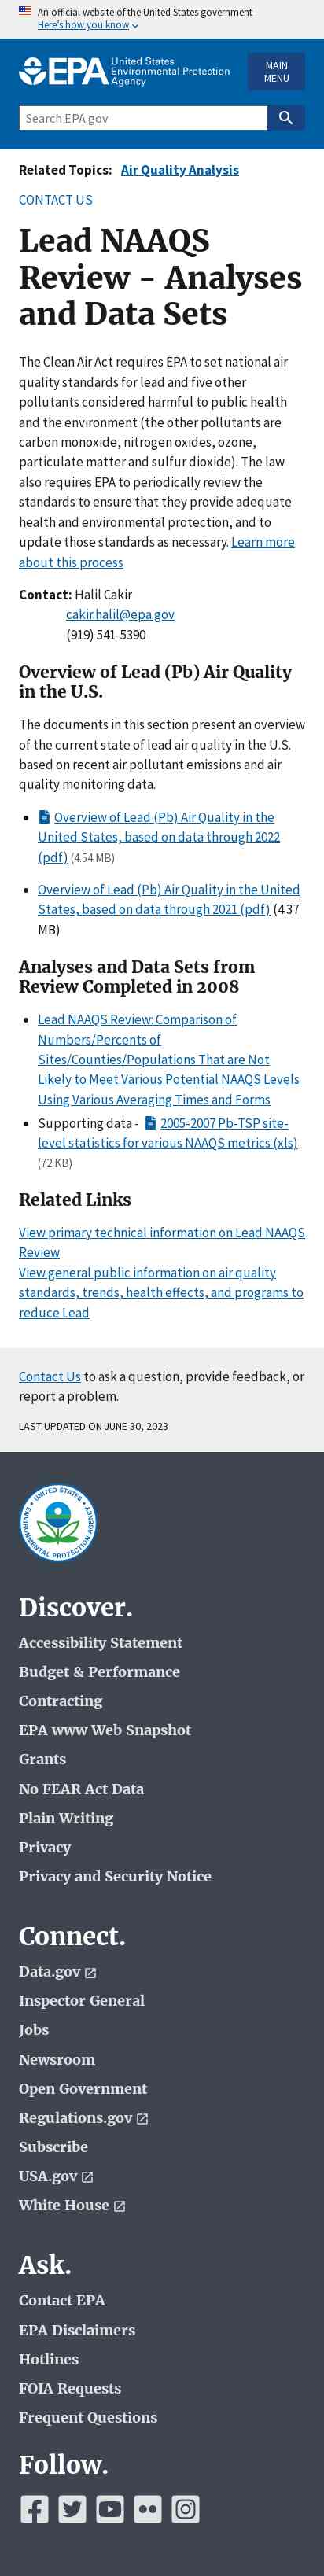 An official website of the United States government
Here's how you know
EPA
United States
Environmental Protection
Agency
MAIN
MENU
Search EPA.gov
Related Topics: Air Quality Analysis
CONTACT US
Lead NAAQS
Review - Analyses
and Data Sets
The Clean Air Act requires EPA to set national air
quality standards for lead and five other
pollutants considered harmful to public health
and the environment (the other pollutants are
carbon monoxide, nitrogen oxides, ozone,
particulate matter and sulfur dioxide). The law
also requires EPA to periodically review the
standards to ensure that they provide adequate
health and environmental protection, and to
update those standards as necessary. Learn more
about this process
Contact: Halil Cakir
cakir.halil@epa.gov
(919) 541-5390
Overview of Lead (Pb) Air Quality
in the U.S.
The documents in this section present an overview
of the current state of lead air quality in the U.S.
based on recent air pollutant emissions and air
quality monitoring data.
Overview of Lead (Pb) Air Quality in the
United States, based on data through 2022
(pdf) (4.54 MB)
Overview of Lead (Pb) Air Quality in the United
States, based on data through 2021 (pdf) (4.37
MB)
Analyses and Data Sets from
Review Completed in 2008
Lead NAAQS Review: Comparison of
Numbers/Percents of
Sites/Counties/Populations That are Not
Likely to Meet Various Potential NAAQS Levels
Using Various Averaging Times and Forms
Supporting data - 2005-2007 Pb-TSP site-
level statistics for various NAAQS metrics (xls)
(72 KB)
Related Links
View primary technical information on Lead NAAQS
Review
View general public information on air quality
standards, trends, health effects, and programs to
reduce Lead
Contact Us to ask a question, provide feedback, or
report a problem.
LAST UPDATED ON JUNE 30, 2023
UNITED STATES
ENVIRONMENTAL PROTECTION AGENCY
Discover.
Accessibility Statement
Budget & Performance
Contracting
EPA www Web Snapshot
Grants
No FEAR Act Data
Plain Writing
Privacy
Privacy and Security Notice
Connect.
Data.gov
Inspector General
Jobs
Newsroom
Open Government
Regulations.gov
Subscribe
USA.gov
White House
Ask.
Contact EPA
EPA Disclaimers
Hotlines
FOIA Requests
Frequent Questions
Follow.